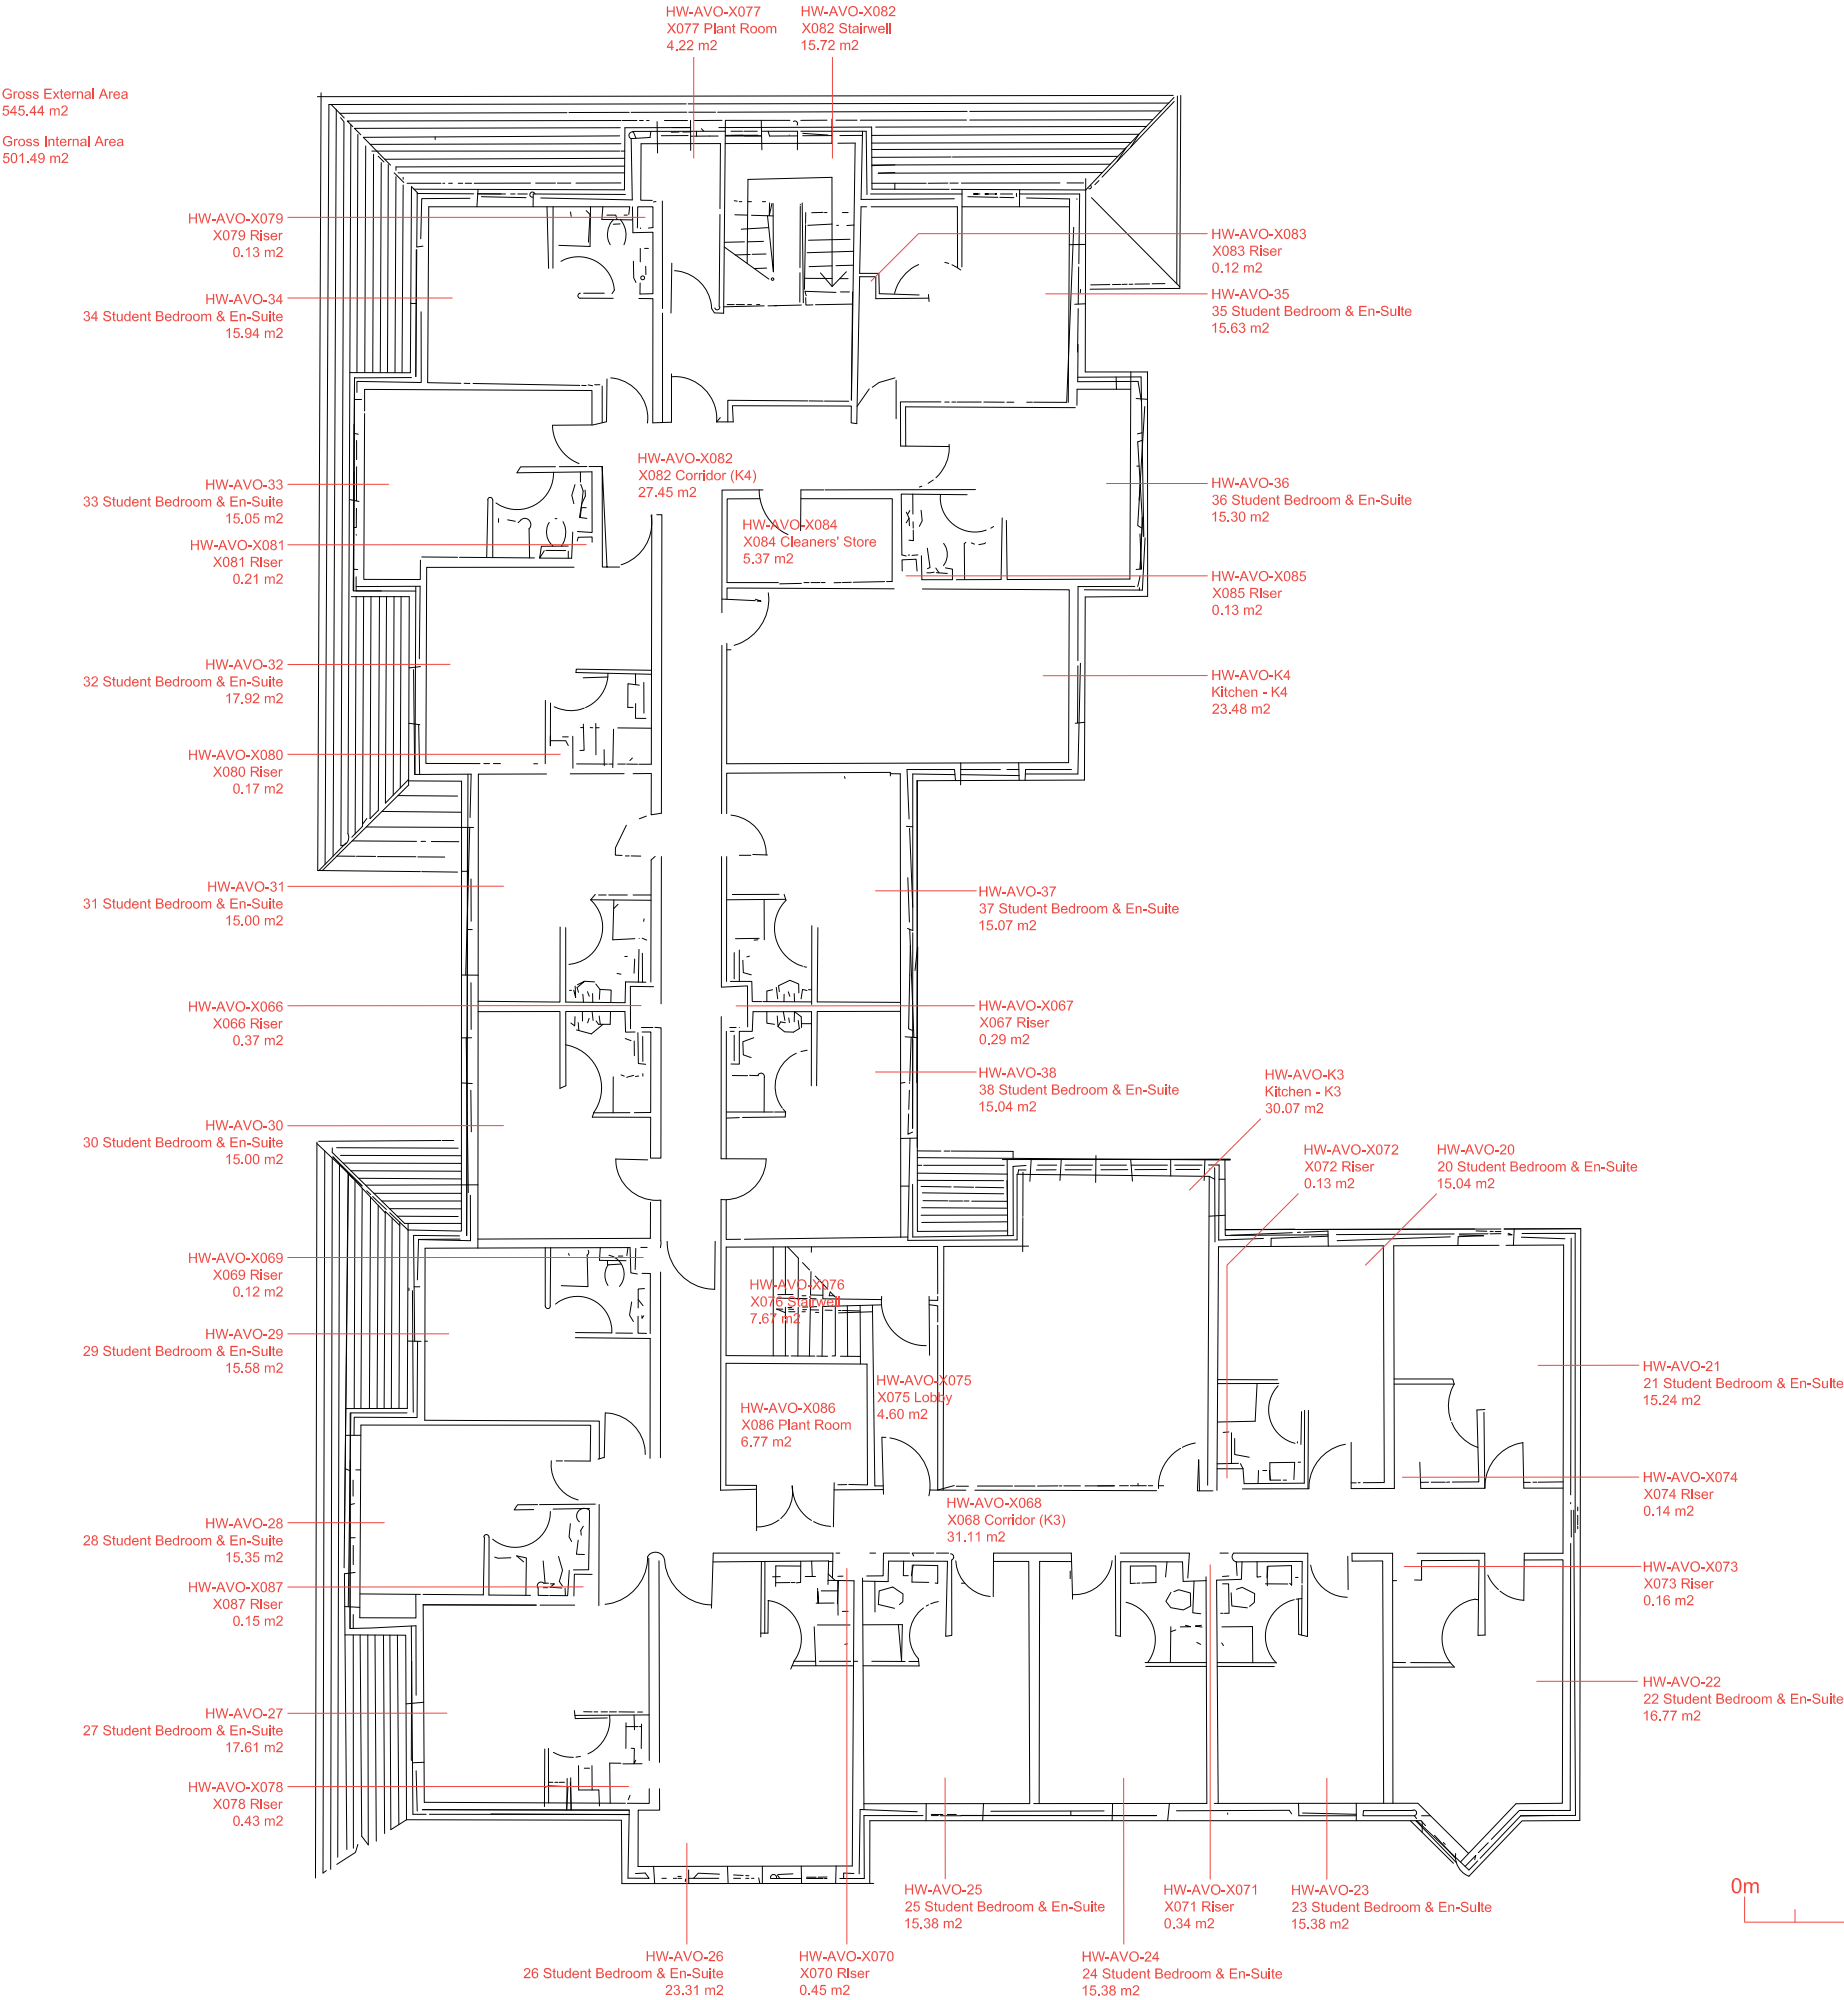 HW-AVO-X077
X077 Plant Room
4.22 m2
HW-AVO-X082
X082 Stairwell
15.72 m2
Gross External Area
545.44 m2
Gross Internal Area
501.49 m2
HW-AVO-X079
X079 Riser
0.13 m2
HW-AVO-X083
X083 Riser
0.12 m2
HW-AVO-34
34 Student Bedroom & En-Suite
15.94 m2
HW-AVO-35
35 Student Bedroom & En-Suite
15.63 m2
HW-AVO-X082
X082 Corridor (K4)
27.45 m2
HW-AVO-33
33 Student Bedroom & En-Suite
15.05 m2
HW-AVO-36
36 Student Bedroom & En-Suite
15.30 m2
HW-AVO-X084
X084 Cleaners' Store
5.37 m2
HW-AVO-X081
X081 Riser
0.21 m2
HW-AVO-X085
X085 Riser
0.13 m2
HW-AVO-32
32 Student Bedroom & En-Suite
17.92 m2
HW-AVO-K4
Kitchen - K4
23.48 m2
HW-AVO-X080
X080 Riser
0.17 m2
HW-AVO-31
31 Student Bedroom & En-Suite
15.00 m2
HW-AVO-37
37 Student Bedroom & En-Suite
15.07 m2
HW-AVO-X066
X066 Riser
0.37 m2
HW-AVO-X067
X067 Riser
0.29 m2
HW-AVO-38
38 Student Bedroom & En-Suite
15.04 m2
HW-AVO-K3
Kitchen - K3
30.07 m2
HW-AVO-30
30 Student Bedroom & En-Suite
15.00 m2
HW-AVO-X072
X072 Riser
0.13 m2
HW-AVO-20
20 Student Bedroom & En-Suite
15.04 m2
HW-AVO-X069
X069 Riser
0.12 m2
HW-AVO-X076
X076 Stairwell
7.67 m2
HW-AVO-29
29 Student Bedroom & En-Suite
15.58 m2
HW-AVO-21
21 Student Bedroom & En-Suite
15.24 m2
HW-AVO-X075
X075 Lobby
4.60 m2
HW-AVO-X086
X086 Plant Room
6.77 m2
HW-AVO-X074
X074 Riser
0.14 m2
HW-AVO-X068
X068 Corridor (K3)
31.11 m2
HW-AVO-28
28 Student Bedroom & En-Suite
15.35 m2
HW-AVO-X073
X073 Riser
0.16 m2
HW-AVO-X087
X087 Riser
0.15 m2
HW-AVO-22
22 Student Bedroom & En-Suite
16.77 m2
HW-AVO-27
27 Student Bedroom & En-Suite
17.61 m2
HW-AVO-X078
X078 Riser
0.43 m2
HW-AVO-25
25 Student Bedroom & En-Suite
15.38 m2
HW-AVO-X071
X071 Riser
0.34 m2
HW-AVO-23
23 Student Bedroom & En-Suite
15.38 m2
0m
HW-AVO-26
26 Student Bedroom & En-Suite
23.31 m2
HW-AVO-X070
X070 Riser
0.45 m2
HW-AVO-24
24 Student Bedroom & En-Suite
15.38 m2